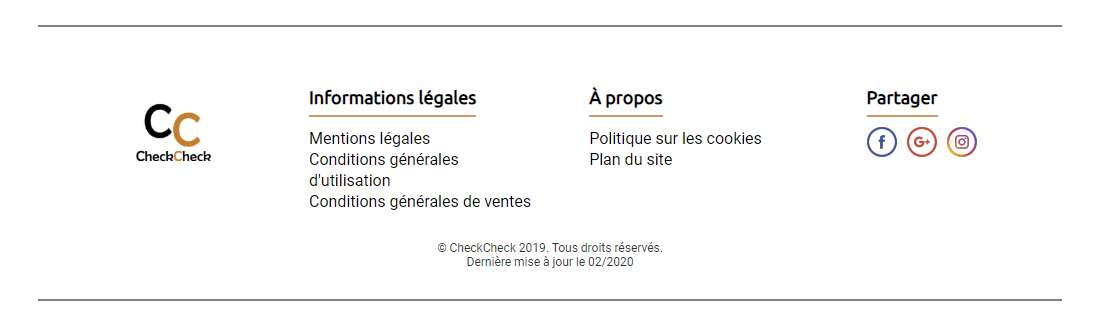 CC
CheckCheck
Informations légales
Mentions légales
Conditions générales
d'utilisation
Conditions générales de ventes
À propos
Politique sur les cookies
Plan du site
Partager
f
G+
© CheckCheck 2019. Tous droits réservés.
Dernière mise à jour le 02/2020